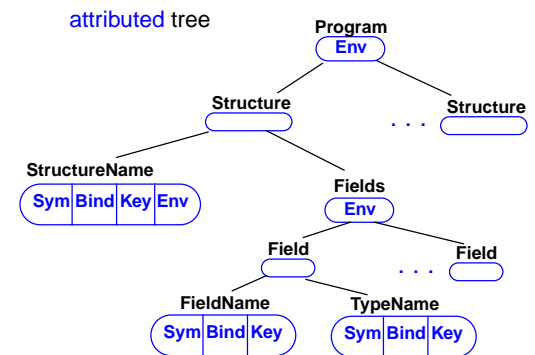 attributed tree
Program
Env
Structure
Structure
. . .
StructureName
Sym Bind Key Env
Fields
Env
Field
Field
. . .
FieldName TypeName
Sym Bind Key Sym Bind Key